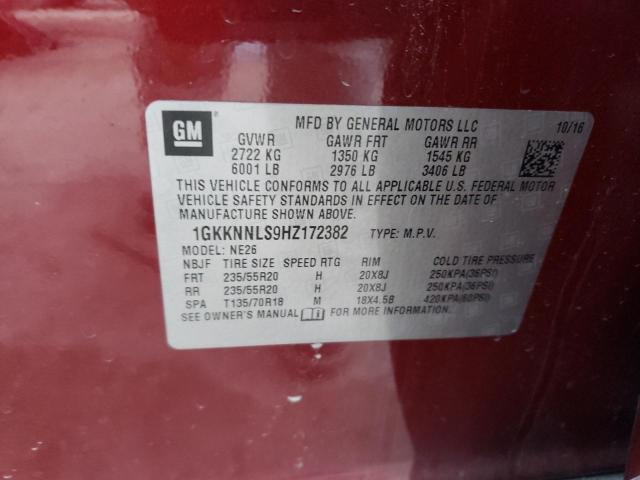 GM
MFD BY GENERAL MOTORS LLC
10/16
GVWR GAWR FRT GAWR RR
2722 KG 1350 KG 1545 KG
6001 LB 2976 LB 3406 LB
THIS VEHICLE CONFORMS TO ALL APPLICABLE U.S. FEDERAL MOTOR
VEHICLE SAFETY STANDARDS IN EFFECT ON THE DATE OF
MANUFACTURE SHOWN ABOVE.
1GKKNNLS9HZ172382 TYPE: M.P.V.
MODEL: NE26
NBJF TIRE SIZE SPEED RTG RIM COLD TIRE PRESSURE
FRT 235/55R20 H 20X8J 250KPA(36PSI)
RR 235/55R20 H 20X8J 250KPA(36PSI)
SPA T135/70R18 M 18X4.5B 420KPA(60PSI)
SEE OWNER'S MANUAL i FOR MORE INFORMATION.